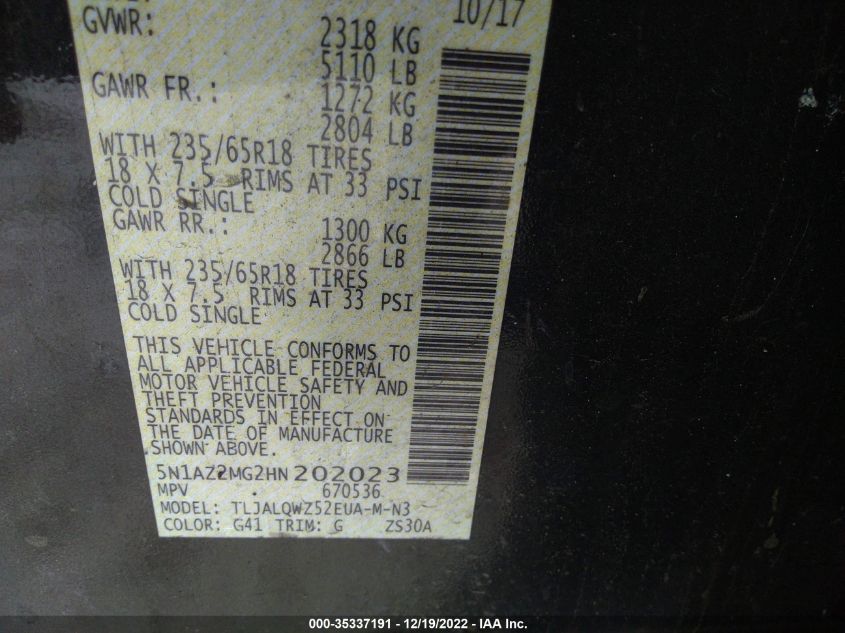 10/17
GVWR: 2318 KG
5110 LB
GAWR FR.: 1272 KG
2804 LB
WITH 235/65R18 TIRES
18 X 7.5 RIMS AT 33 PSI
COLD SINGLE
GAWR RR.: 1300 KG
2866 LB
WITH 235/65R18 TIRES
18 X 7.5 RIMS AT 33 PSI
COLD SINGLE
THIS VEHICLE CONFORMS TO
ALL APPLICABLE FEDERAL
MOTOR VEHICLE SAFETY AND
THEFT PREVENTION
STANDARDS IN EFFECT ON
THE DATE OF MANUFACTURE
SHOWN ABOVE.
5N1AZ2MG2HN202023
MPV 670536
MODEL: TLJALQWZ52EUA-M-N3
COLOR: G41 TRIM: G ZS30A
000-35337191 - 12/19/2022 - IAA Inc.